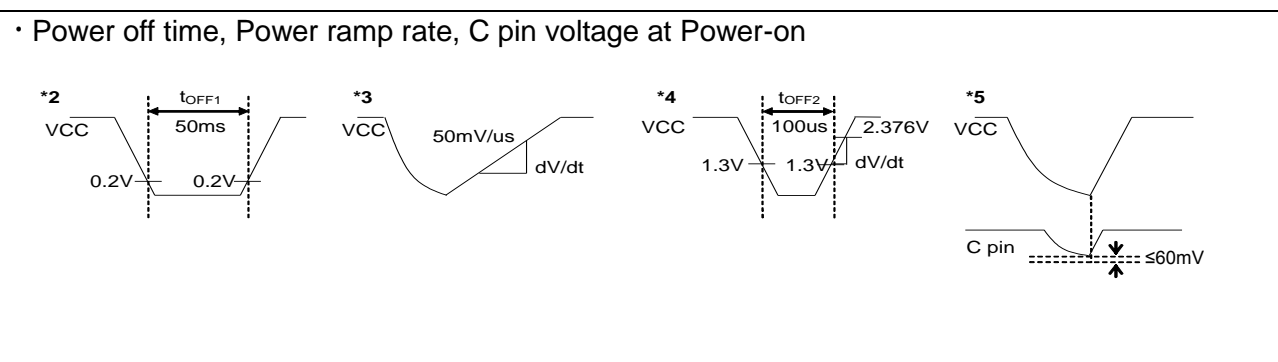 ・Power off time, Power ramp rate, C pin voltage at Power-on
*2
tOFF1
VCC
50ms
0.2V
0.2V
*3
VCC
50mV/us
dV/dt
*4
tOFF2
VCC
100us
2.376V
1.3V
1.3V
dV/dt
*5
VCC
C pin
≤60mV